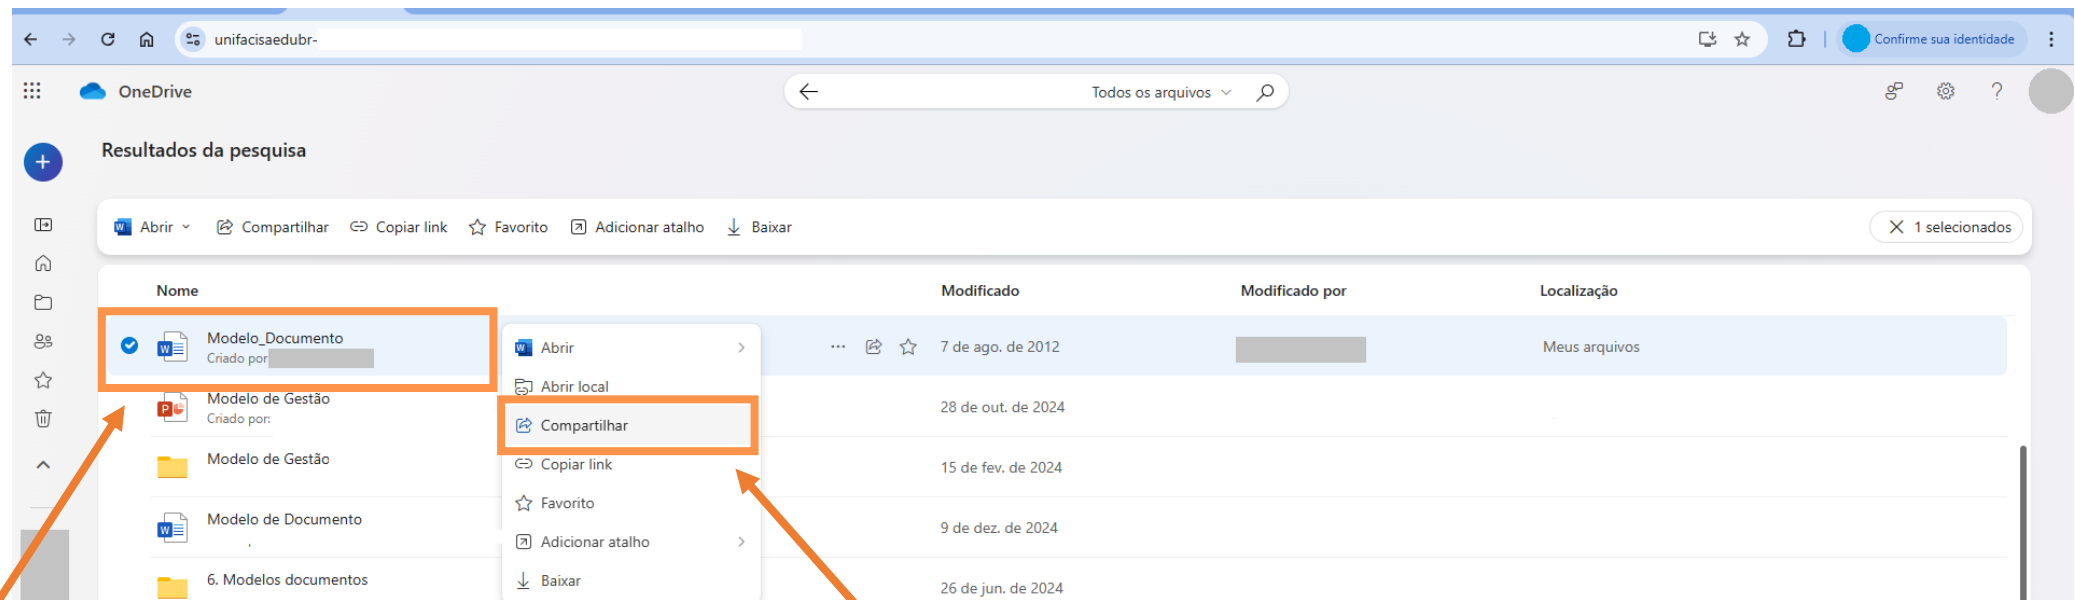 unifacisaedubr-
Confirme sua identidade
OneDrive
Todos os arquivos
Resultados da pesquisa
Abrir Compartilhar Copiar link Favorito Adicionar atalho Baixar 1 selecionados
Nome Modificado Modificado por Localização
Modelo_Documento
Criado por
7 de ago. de 2012 Meus arquivos
Modelo de Gestão
Criado por:
28 de out. de 2024
Modelo de Gestão
15 de fev. de 2024
Modelo de Documento
9 de dez. de 2024
6. Modelos documentos
26 de jun. de 2024
Abrir
Abrir local
Compartilhar
Copiar link
Favorito
Adicionar atalho
Baixar